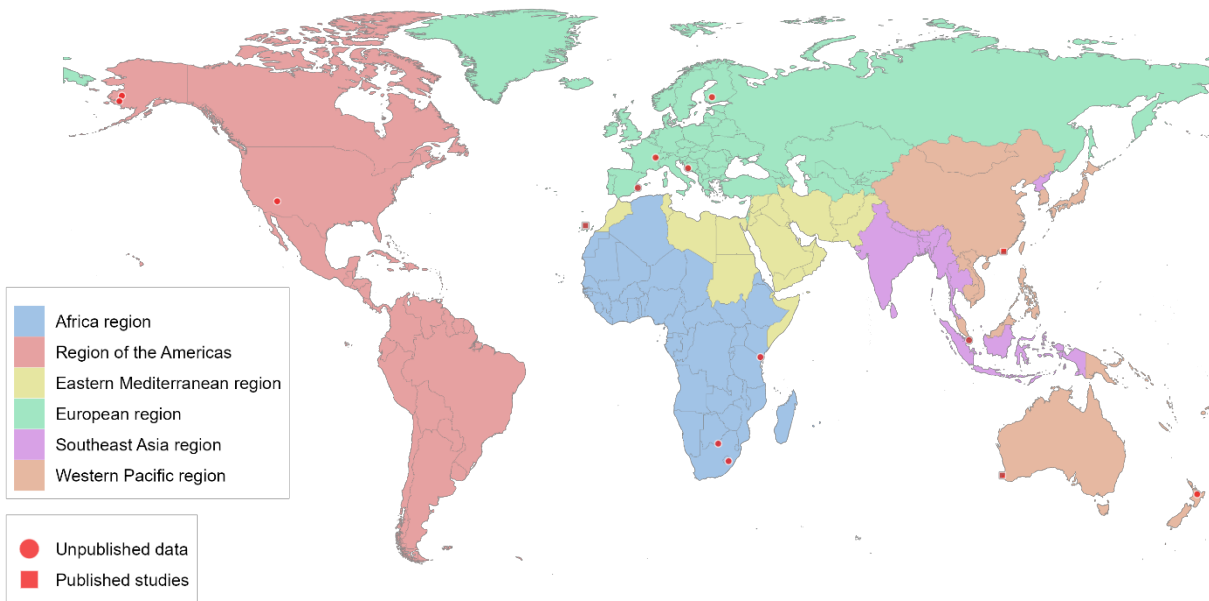 Africa region
Region of the Americas
Eastern Mediterranean region
European region
Southeast Asia region
Western Pacific region
Unpublished data
Published studies